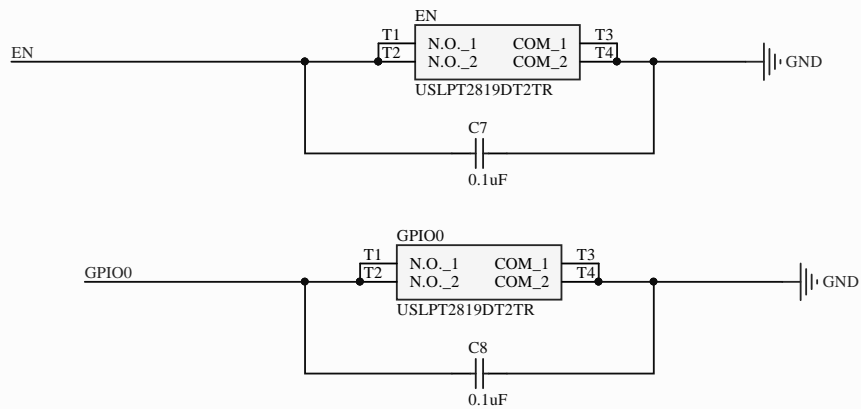 EN
T1 T3
N.O._1 COM_1
EN T2 T4
N.O._2 COM_2
GND
USLPT2819DT2TR
C7
0.1uF
GPIO0
T1 T3
N.O._1 COM_1
GPIO0 T2 T4
N.O._2 COM_2
GND
USLPT2819DT2TR
C8
0.1uF